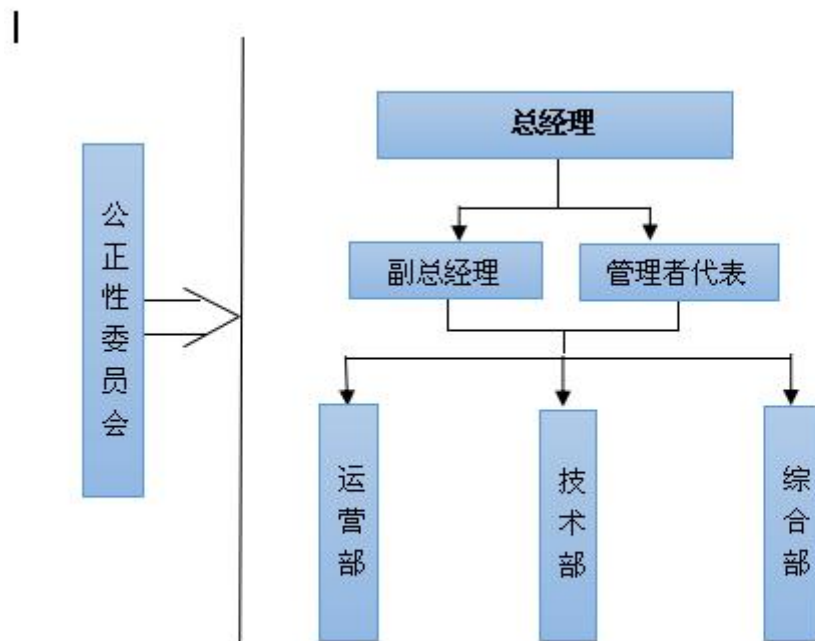 总经理
公正性委员会
副总经理
管理者代表
运营部
技术部
综合部